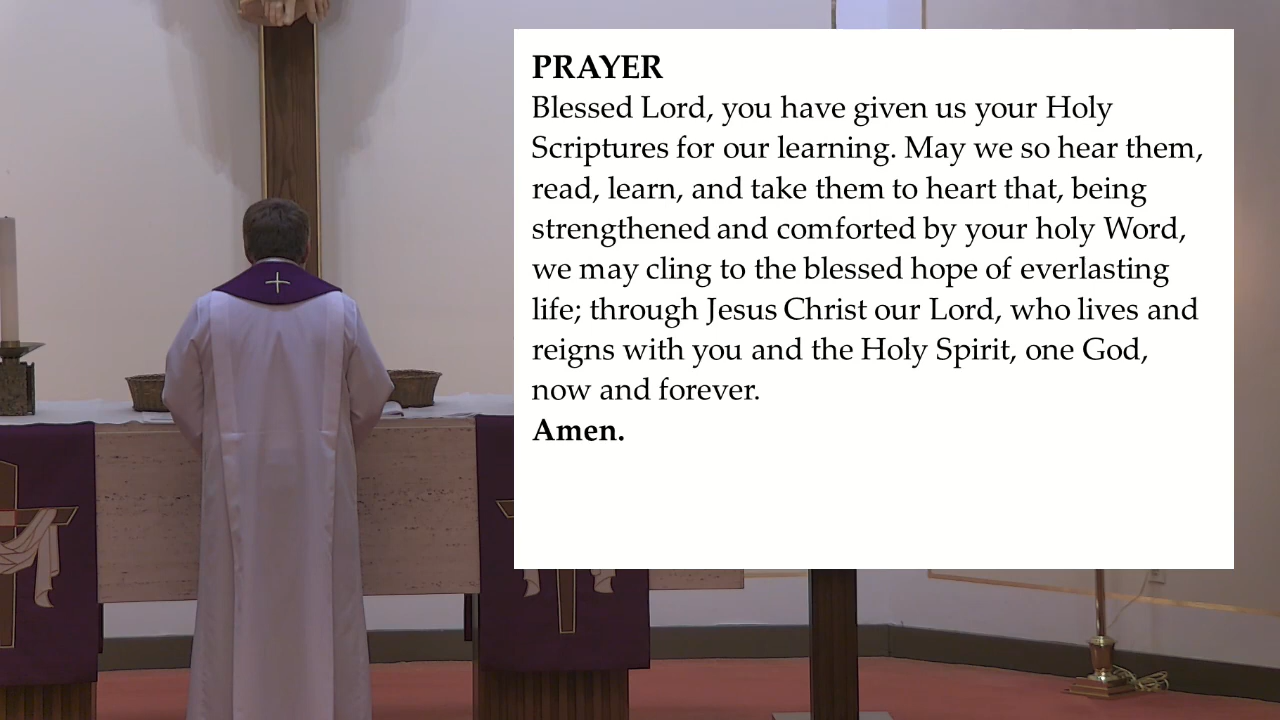 PRAYER
Blessed Lord, you have given us your Holy
Scriptures for our learning. May we so hear them,
read, learn, and take them to heart that, being
strengthened and comforted by your holy Word,
we may cling to the blessed hope of everlasting
life; through Jesus Christ our Lord, who lives and
reigns with you and the Holy Spirit, one God,
now and forever.
Amen.